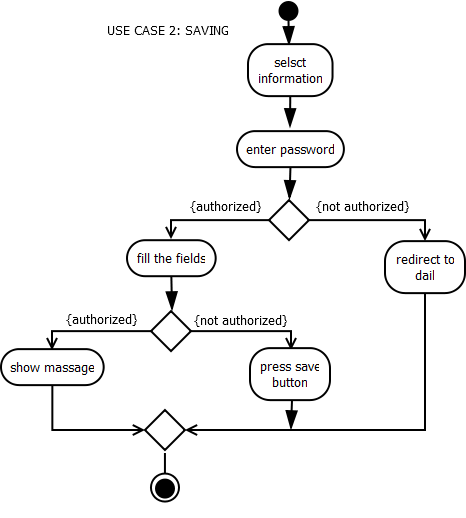 USE CASE 2: SAVING
selsct
information
enter password
{authorized}
{not authorized}
fill the fields
redirect to
dail
{authorized}
{not authorized}
show massage
press save
button